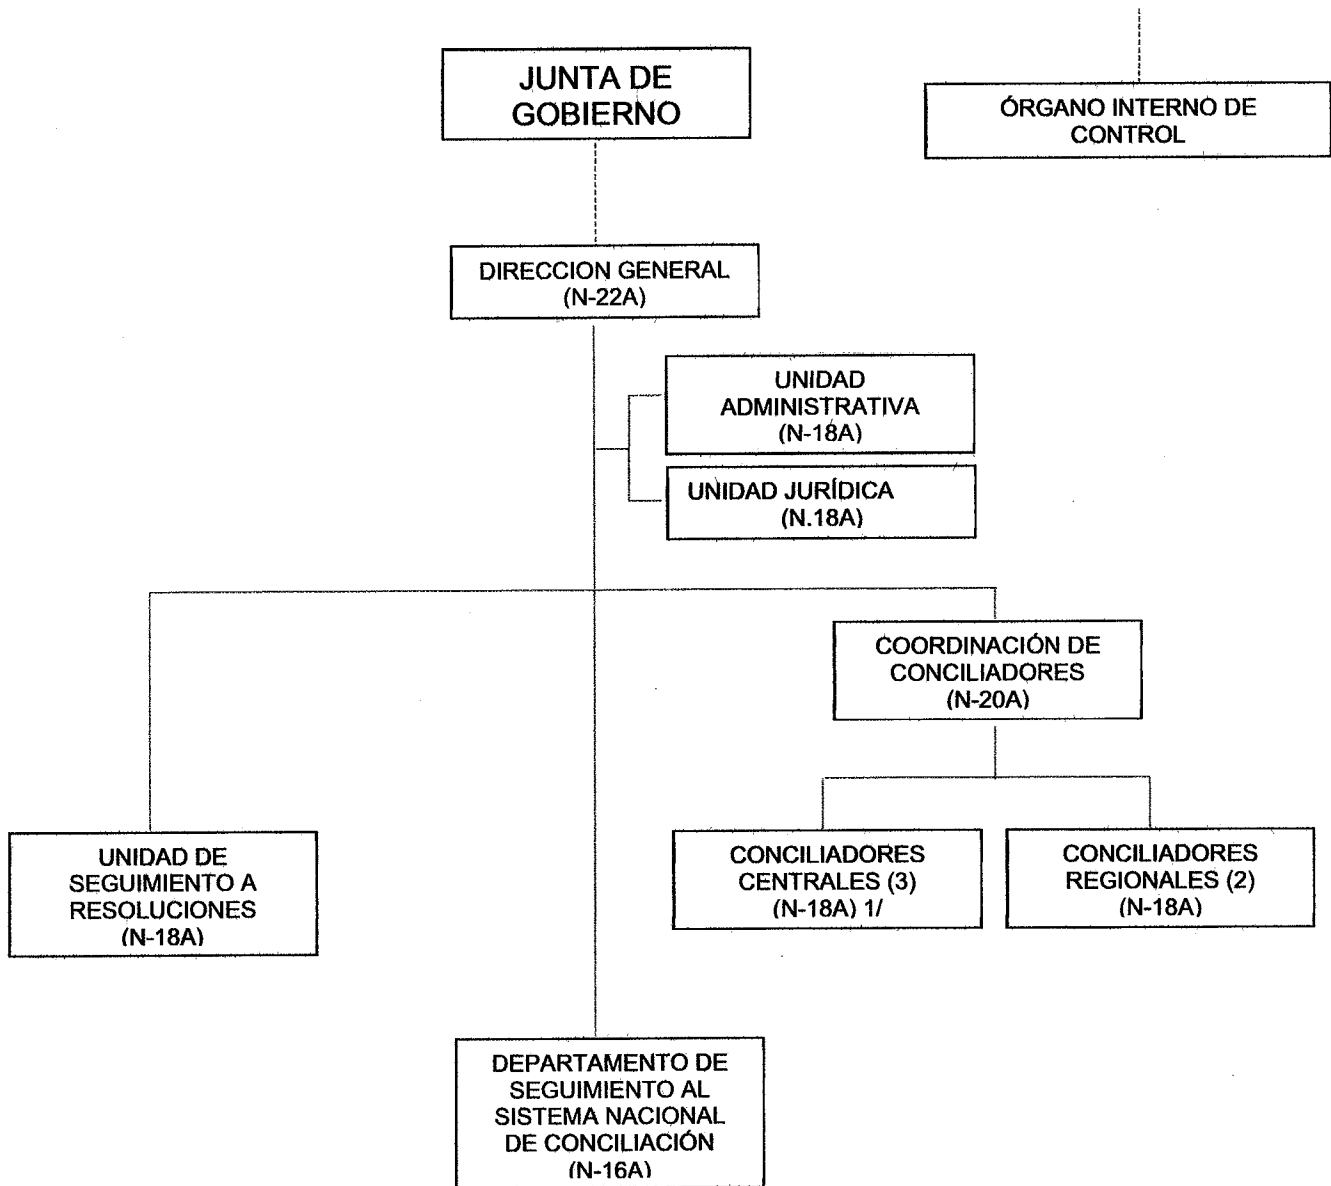 JUNTA DE
GOBIERNO
ÓRGANO INTERNO DE
CONTROL
DIRECCION GENERAL
(N-22A)
UNIDAD
ADMINISTRATIVA
(N-18A)
UNIDAD JURÍDICA
(N.18A)
COORDINACIÓN DE
CONCILIADORES
(N-20A)
UNIDAD DE
SEGUIMIENTO A
RESOLUCIONES
(N-18A)
CONCILIADORES
CENTRALES (3)
(N-18A) 1/
CONCILIADORES
REGIONALES (2)
(N-18A)
DEPARTAMENTO DE
SEGUIMIENTO AL
SISTEMA NACIONAL
DE CONCILIACIÓN
(N-16A)